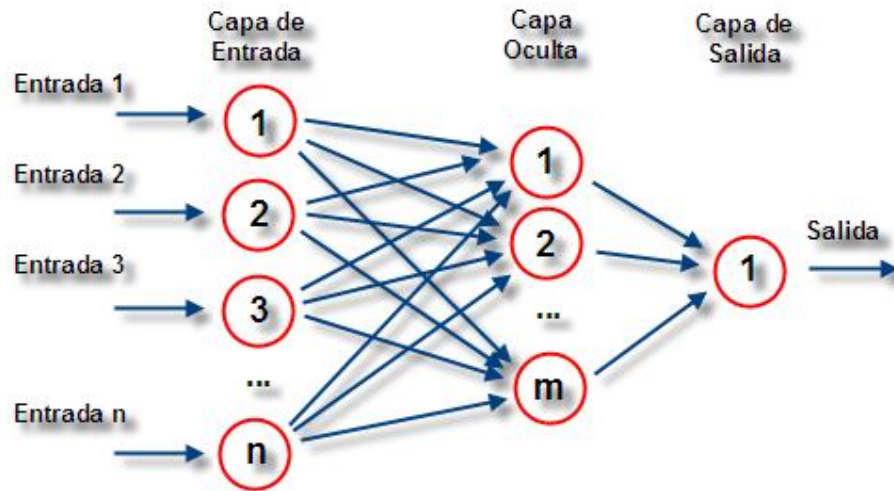 Capa de
Entrada
Capa
Oculta
Capa de
Salida
Entrada 1
1
Entrada 2
2
Entrada 3
3
...
Entrada n
n
1
2
...
m
1
Salida